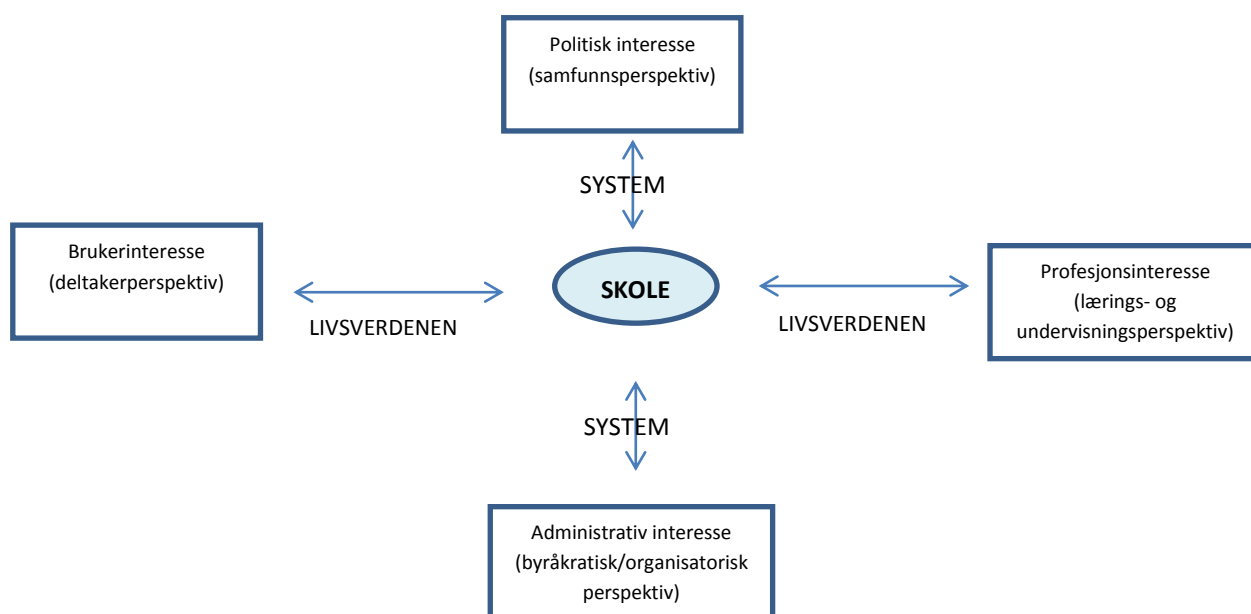 Politisk interesse
(samfunnsperspektiv)
SYSTEM
Brukerinteresse
(deltakerperspektiv)
LIVSVERDENEN
SKOLE
LIVSVERDENEN
Profesjonsinteresse
(lærings- og
undervisningsperspektiv)
SYSTEM
Administrativ interesse
(byråkratisk/organisatorisk
perspektiv)